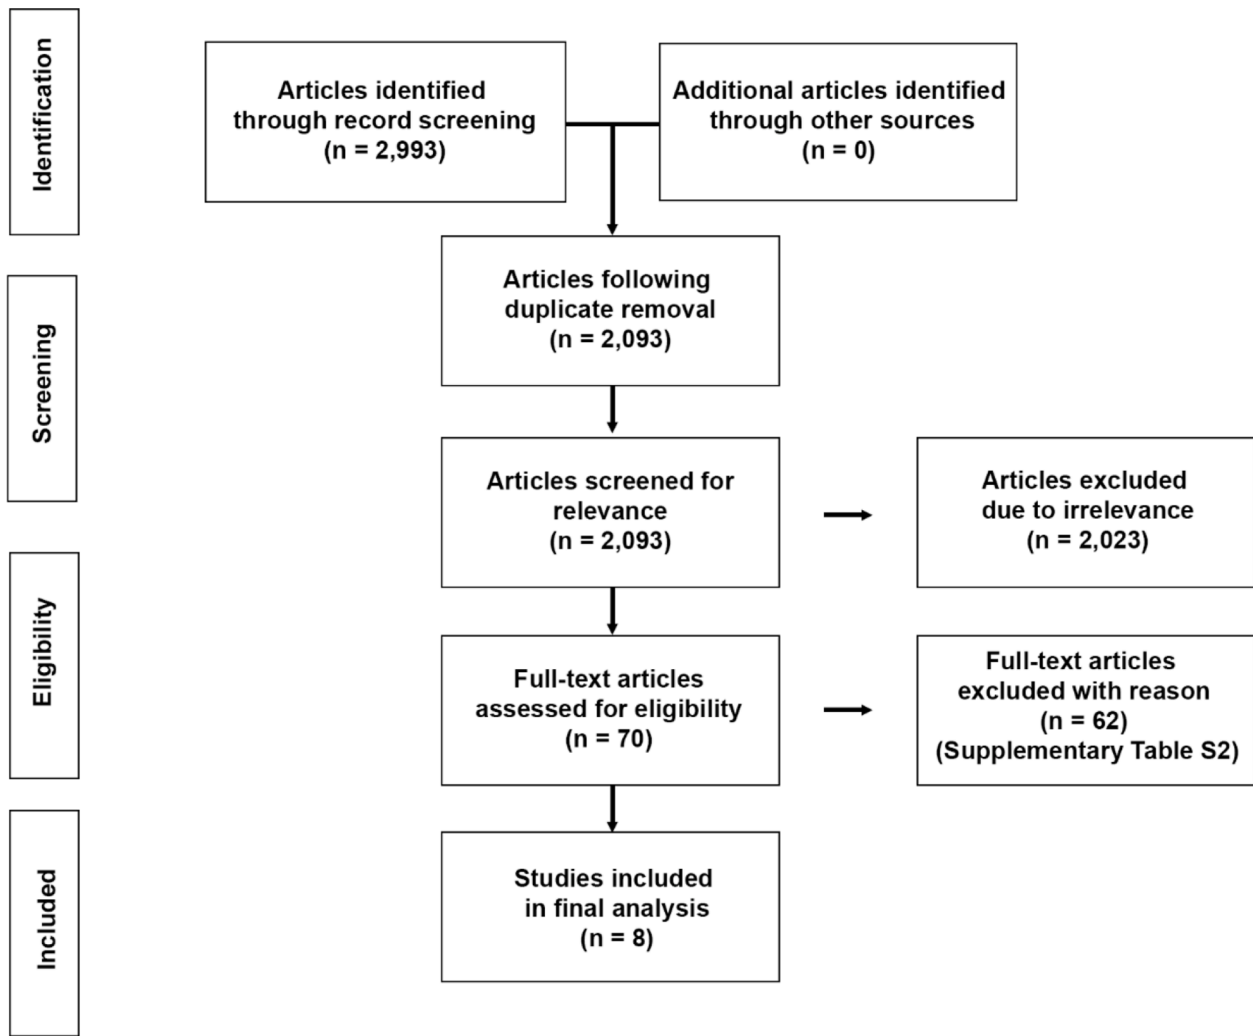 Identification
Articles identified
through record screening
(n = 2,993)
Additional articles identified
through other sources
(n = 0)
Screening
Articles following
duplicate removal
(n = 2,093)
Articles screened for
relevance
(n = 2,093)
Articles excluded
due to irrelevance
(n = 2,023)
Eligibility
Full-text articles
assessed for eligibility
(n = 70)
Full-text articles
excluded with reason
(n = 62)
(Supplementary Table S2)
Included
Studies included
in final analysis
(n = 8)